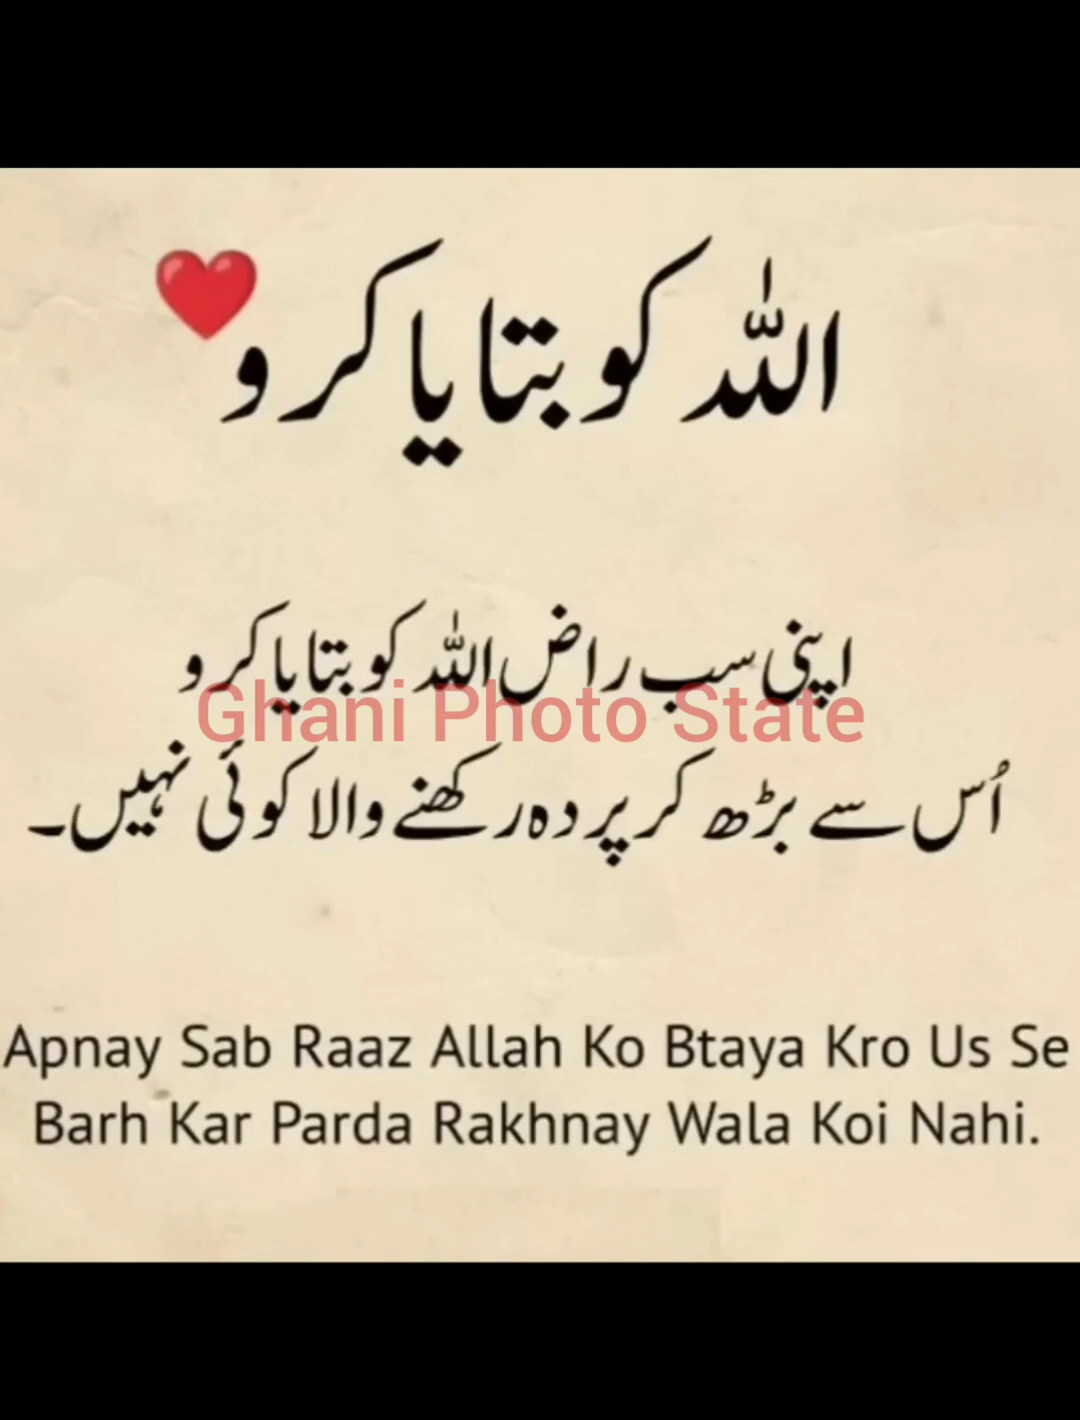 اللہ کو بتایا کرو❤️
اپنی سب راض اللہ کو بتایا کرو
Ghani Photo State
اُس سے بڑھ کر پردہ رکھنے والا کوئی نہیں۔
Apnay Sab Raaz Allah Ko Btaya Kro Us Se
Barh Kar Parda Rakhnay Wala Koi Nahi.